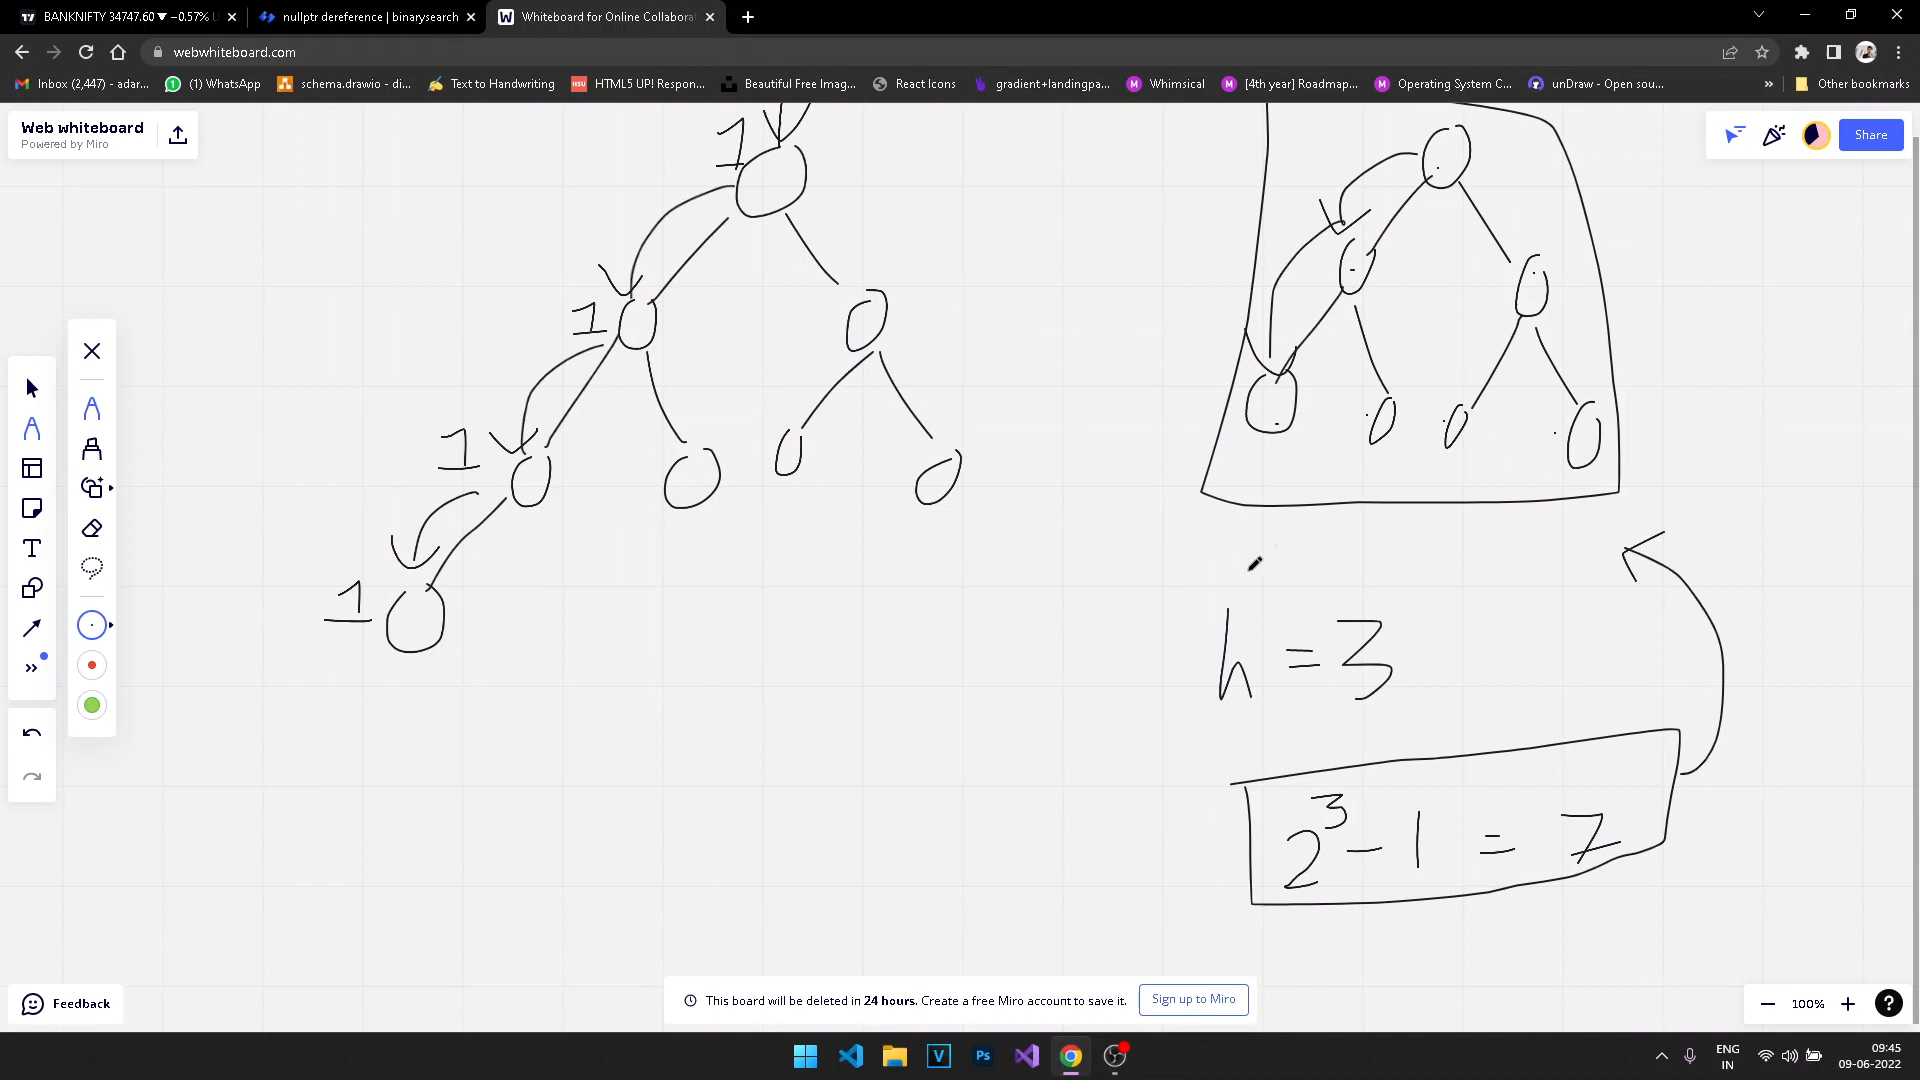 BANKNIFTY 34747.60 ▼ −0.57% U
nullptr dereference | binarysearch
Whiteboard for Online Collabora
webwhiteboard.com
Inbox (2,447) - adar...
(1) WhatsApp
schema.drawio - di...
Text to Handwriting
HTML5 UP! Respon...
Beautiful Free Imag...
React Icons
gradient+landingpa...
Whimsical
[4th year] Roadmap...
Operating System C...
unDraw - Open sou...
»
Other bookmarks
Web whiteboard
Powered by Miro
Share
1
1
1
1
h = 3
2³ − 1 = 7
Feedback
This board will be deleted in 24 hours. Create a free Miro account to save it.
Sign up to Miro
100%
ENG
IN
09:45
09-06-2022